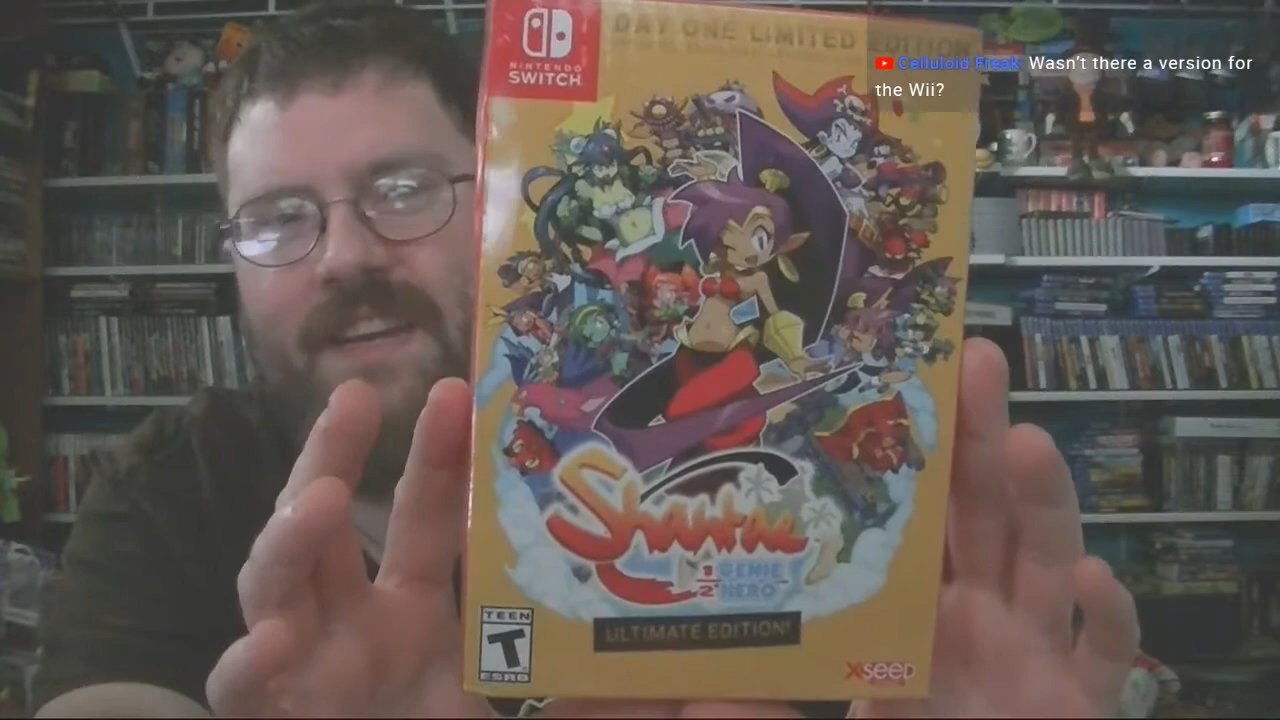 NINTENDO
SWITCH
DAY ONE LIMITED EDITION
Celluloid Freak Wasn't there a version for
the Wii?
Shantae
1/2 GENIE
HERO
ULTIMATE EDITION!
TEEN
T
ESRB
XSEED